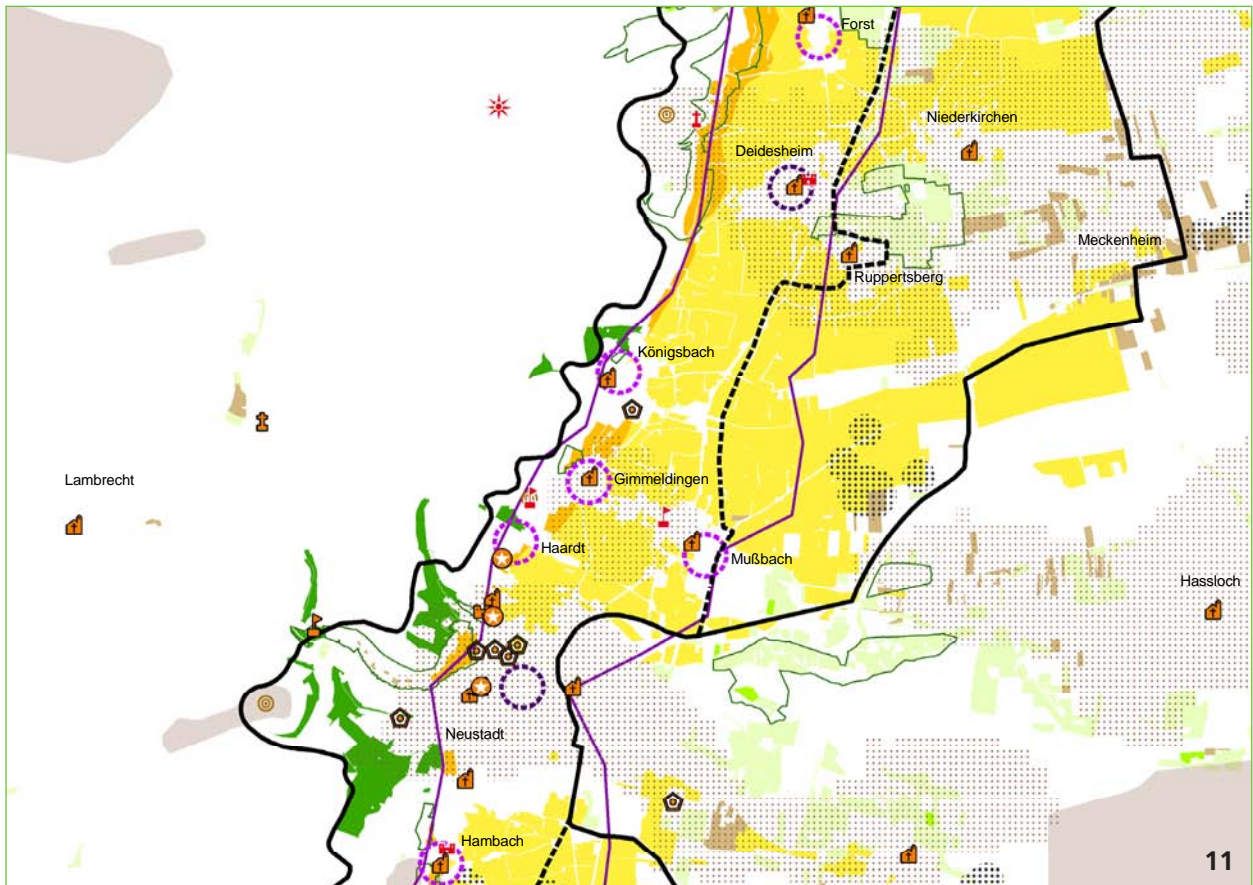 Forst
Niederkirchen
Deidesheim
Meckenheim
Ruppertsberg
Königsbach
Lambrecht
Gimmeldingen
Haardt
Mußbach
Hassloch
Neustadt
Hambach
11